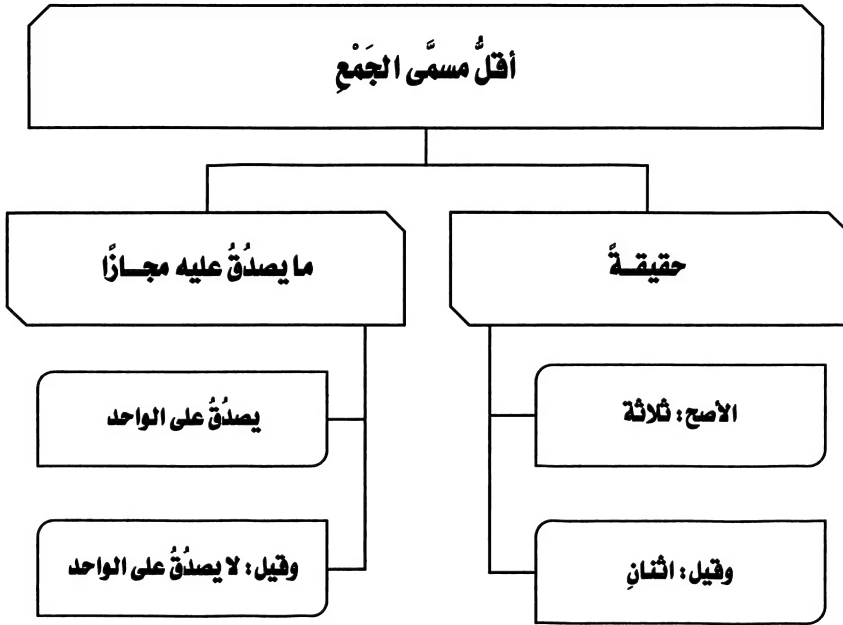 أقلُّ مسمَّى الجَمْعِ
حقيقـةً
ما يصدُقُ عليه مجـازًا
الأصح: ثلاثة
يصدُقُ على الواحد
وقيل: اثنانِ
وقيل: لا يصدُقُ على الواحد